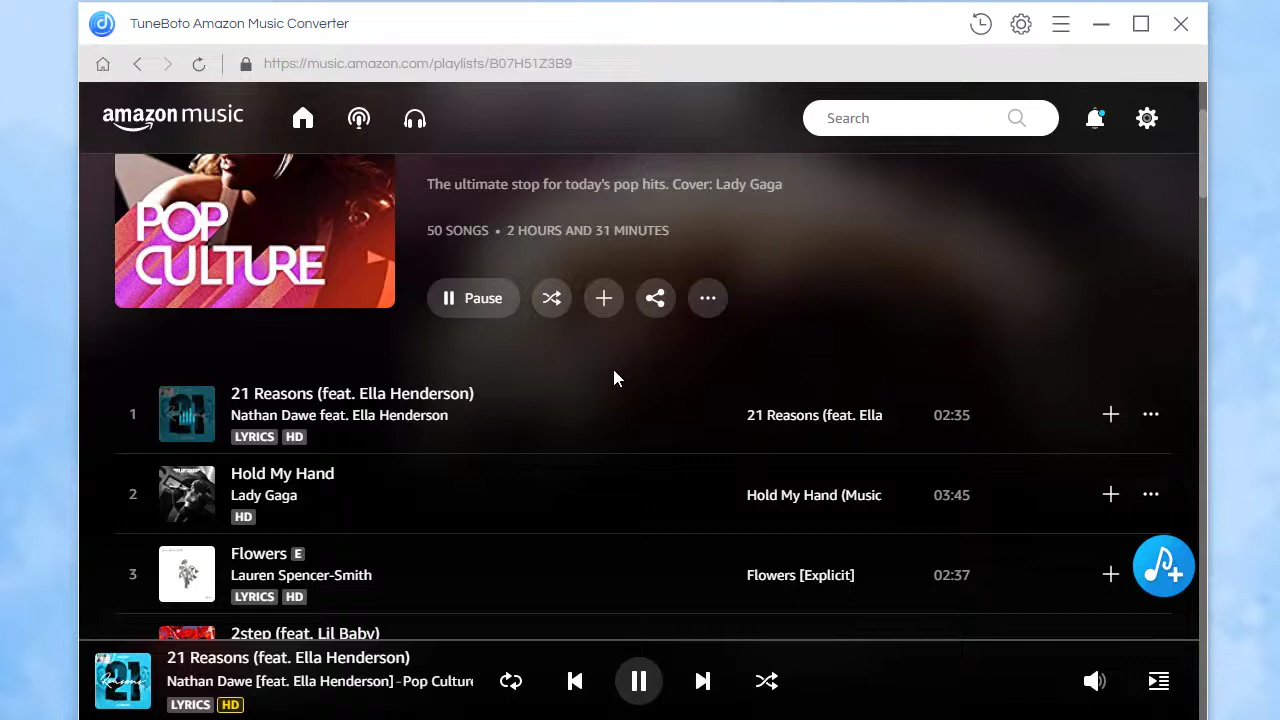 TuneBoto Amazon Music Converter
https://music.amazon.com/playlists/B07H51Z3B9
amazon music
Search
POP
CULTURE
The ultimate stop for today's pop hits. Cover: Lady Gaga
50 SONGS • 2 HOURS AND 31 MINUTES
Pause
1
21 Reasons (feat. Ella Henderson)
Nathan Dawe feat. Ella Henderson
LYRICS HD
21 Reasons (feat. Ella
02:35
2
Hold My Hand
Lady Gaga
HD
Hold My Hand (Music
03:45
3
Flowers E
Lauren Spencer-Smith
LYRICS HD
Flowers [Explicit]
02:37
2step (feat. Lil Baby)
21 Reasons
21 Reasons (feat. Ella Henderson)
Nathan Dawe [feat. Ella Henderson] - Pop Culture
LYRICS HD